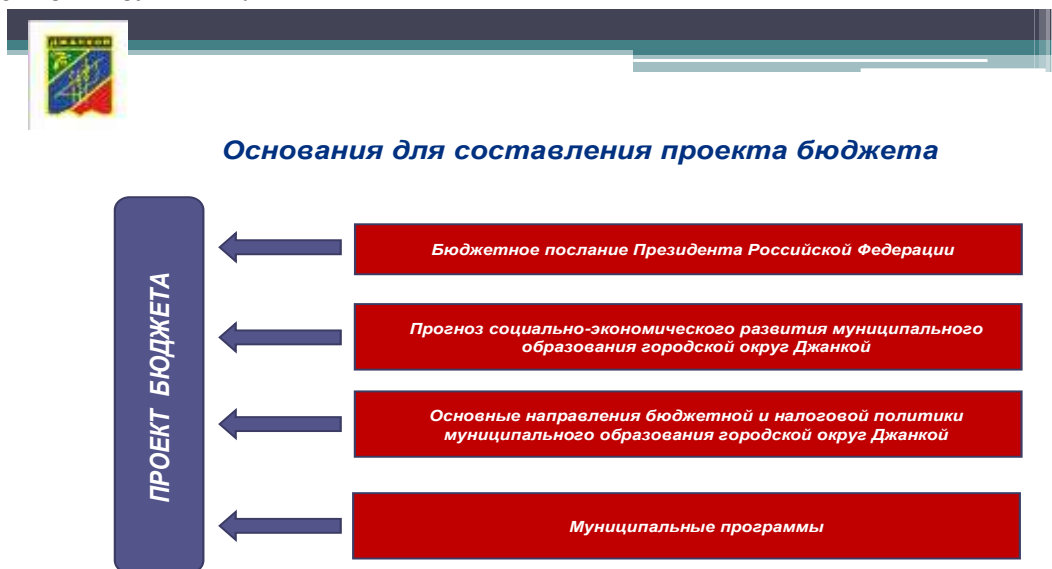 ДЖАНКОЙ
Основания для составления проекта бюджета
ПРОЕКТ БЮДЖЕТА
Бюджетное послание Президента Российской Федерации
Прогноз социально-экономического развития муниципального
образования городской округ Джанкой
Основные направления бюджетной и налоговой политики
муниципального образования городской округ Джанкой
Муниципальные программы